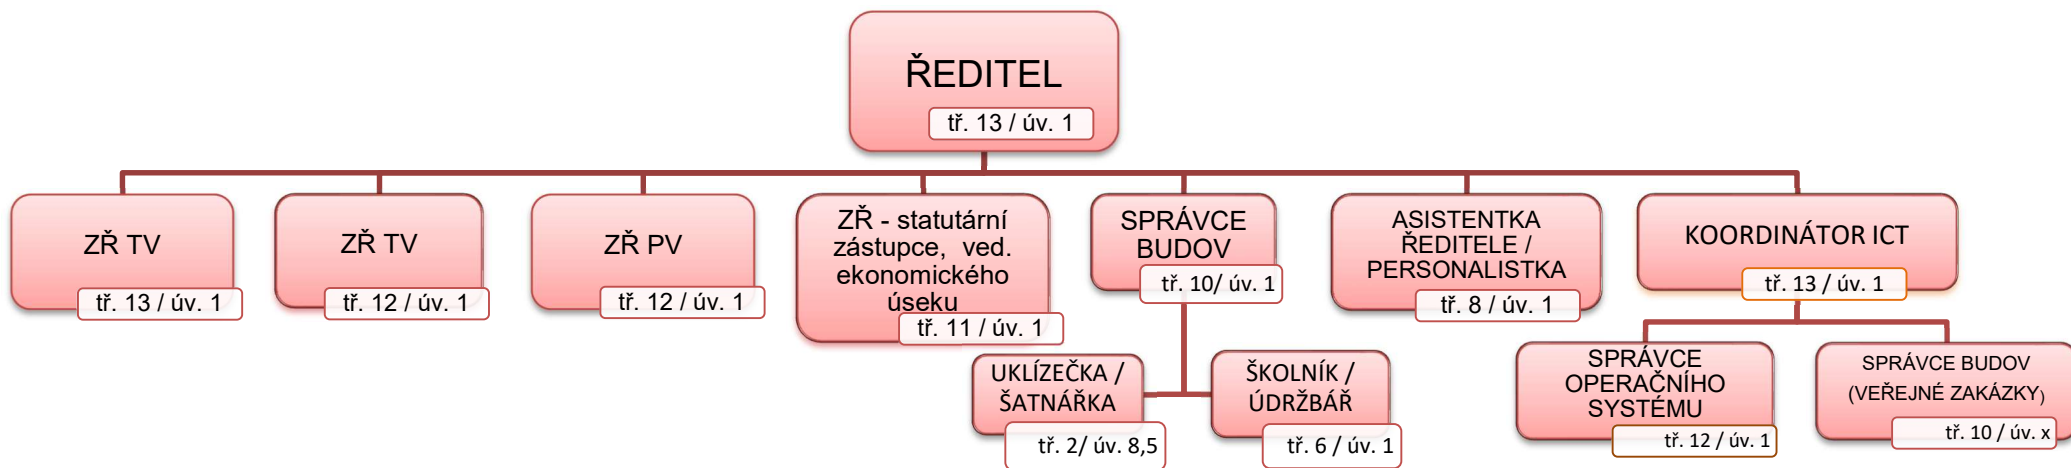 ŘEDITEL
tř. 13 / úv. 1
ZŘ TV
tř. 13 / úv. 1
ZŘ TV
tř. 12 / úv. 1
ZŘ PV
tř. 12 / úv. 1
ZŘ - statutární
zástupce, ved.
ekonomického
úseku
tř. 11 / úv. 1
SPRÁVCE
BUDOV
tř. 10/ úv. 1
ASISTENTKA
ŘEDITELE /
PERSONALISTKA
tř. 8 / úv. 1
KOORDINÁTOR ICT
tř. 13 / úv. 1
UKLÍZEČKA /
ŠATNÁŘKA
tř. 2/ úv. 8,5
ŠKOLNÍK /
ÚDRŽBÁŘ
tř. 6 / úv. 1
SPRÁVCE
OPERAČNÍHO
SYSTÉMU
tř. 12 / úv. 1
SPRÁVCE BUDOV
(VEŘEJNÉ ZAKÁZKY)
tř. 10 / úv. x